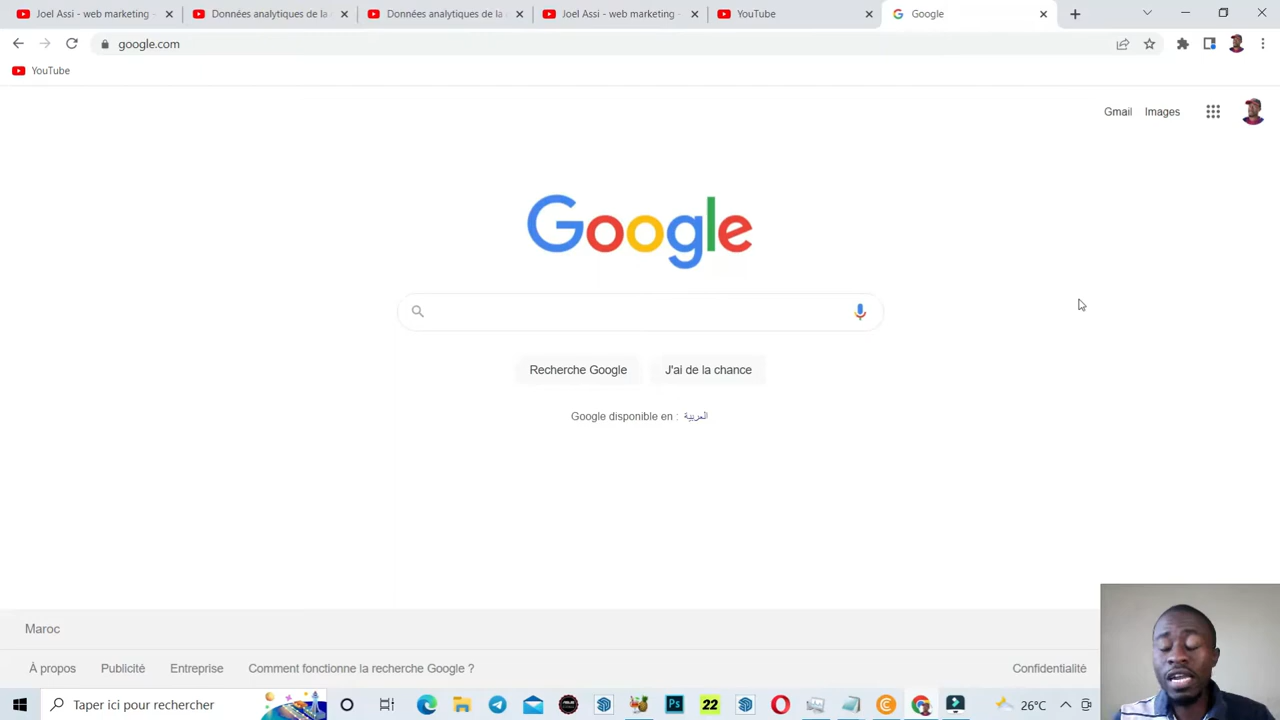 Joel Assi - web marketing -
Données analytiques de la
Données analytiques de la
Joel Assi - web marketing -
YouTube
Google
google.com
YouTube
Gmail
Images
Google
Recherche Google
J'ai de la chance
Google disponible en : العربية
Maroc
À propos
Publicité
Entreprise
Comment fonctionne la recherche Google ?
Confidentialité
Taper ici pour rechercher
Ps
22
26°C